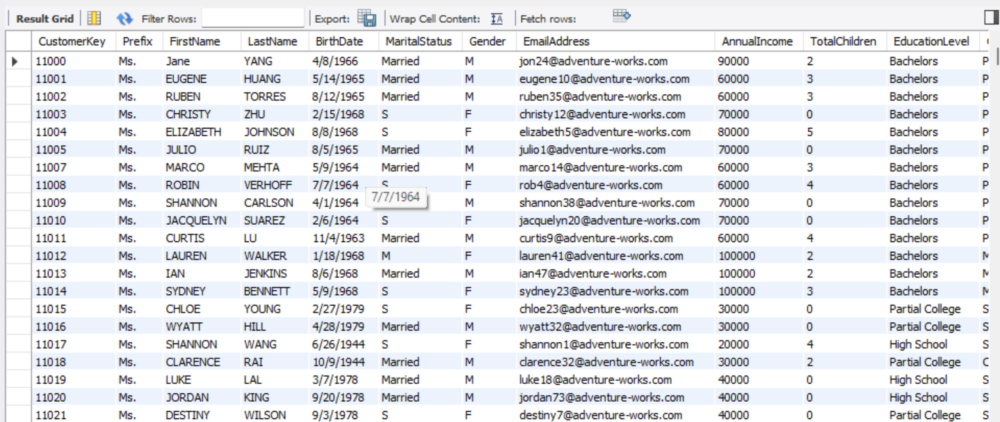 Result Grid Filter Rows: Export: Wrap Cell Content: Fetch rows:
CustomerKey Prefix FirstName LastName BirthDate MaritalStatus Gender EmailAddress AnnualIncome TotalChildren EducationLevel
11000 Ms. Jane YANG 4/8/1966 Married M jon24@adventure-works.com 90000 2 Bachelors P
11001 Ms. EUGENE HUANG 5/14/1965 Married M eugene10@adventure-works.com 60000 3 Bachelors P
11002 Ms. RUBEN TORRES 8/12/1965 Married M ruben35@adventure-works.com 60000 3 Bachelors P
11003 Ms. CHRISTY ZHU 2/15/1968 S F christy12@adventure-works.com 70000 0 Bachelors P
11004 Ms. ELIZABETH JOHNSON 8/8/1968 S F elizabeth5@adventure-works.com 80000 5 Bachelors P
11005 Ms. JULIO RUIZ 8/5/1965 Married M julio1@adventure-works.com 70000 0 Bachelors P
11007 Ms. MARCO MEHTA 5/9/1964 Married M marco14@adventure-works.com 60000 3 Bachelors P
11008 Ms. ROBIN VERHOFF 7/7/1964 S F rob4@adventure-works.com 60000 4 Bachelors P
7/7/1964
11009 Ms. SHANNON CARLSON 4/1/1964 M shannon38@adventure-works.com 70000 0 Bachelors P
11010 Ms. JACQUELYN SUAREZ 2/6/1964 S F jacquelyn20@adventure-works.com 70000 0 Bachelors P
11011 Ms. CURTIS LU 11/4/1963 Married M curtis9@adventure-works.com 60000 4 Bachelors P
11012 Ms. LAUREN WALKER 1/18/1968 M F lauren41@adventure-works.com 100000 2 Bachelors M
11013 Ms. IAN JENKINS 8/6/1968 Married M ian47@adventure-works.com 100000 2 Bachelors M
11014 Ms. SYDNEY BENNETT 5/9/1968 S F sydney23@adventure-works.com 100000 3 Bachelors M
11015 Ms. CHLOE YOUNG 2/27/1979 S F chloe23@adventure-works.com 30000 0 Partial College S
11016 Ms. WYATT HILL 4/28/1979 Married M wyatt32@adventure-works.com 30000 0 Partial College S
11017 Ms. SHANNON WANG 6/26/1944 S F shannon1@adventure-works.com 20000 4 High School S
11018 Ms. CLARENCE RAI 10/9/1944 Married M clarence32@adventure-works.com 30000 2 Partial College C
11019 Ms. LUKE LAL 3/7/1978 Married M luke18@adventure-works.com 40000 0 High School S
11020 Ms. JORDAN KING 9/20/1978 Married M jordan73@adventure-works.com 40000 0 High School S
11021 Ms. DESTINY WILSON 9/3/1978 S F destiny7@adventure-works.com 40000 0 Partial College S